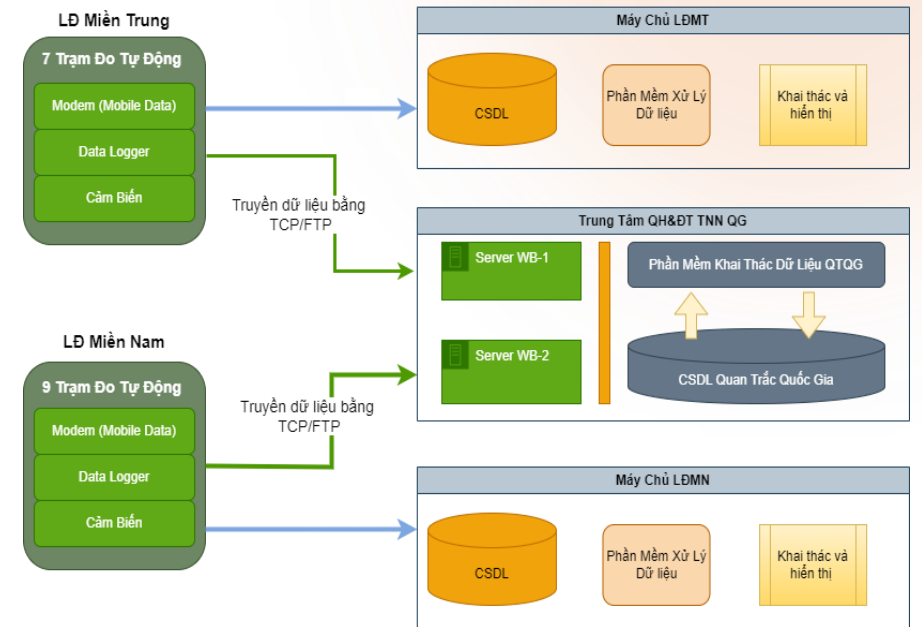 LĐ Miền Trung
7 Trạm Đo Tự Động
Modem (Mobile Data)
Data Logger
Cảm Biến
Máy Chủ LĐMT
CSDL
Phần Mềm Xử Lý
Dữ liệu
Khai thác và
hiển thị
Truyền dữ liệu bằng
TCP/FTP
Trung Tâm QH&ĐT TNN QG
Server WB-1
Server WB-2
Phần Mềm Khai Thác Dữ Liệu QTQG
CSDL Quan Trắc Quốc Gia
LĐ Miền Nam
9 Trạm Đo Tự Động
Modem (Mobile Data)
Data Logger
Cảm Biến
Truyền dữ liệu bằng
TCP/FTP
Máy Chủ LĐMN
CSDL
Phần Mềm Xử Lý
Dữ liệu
Khai thác và
hiển thị